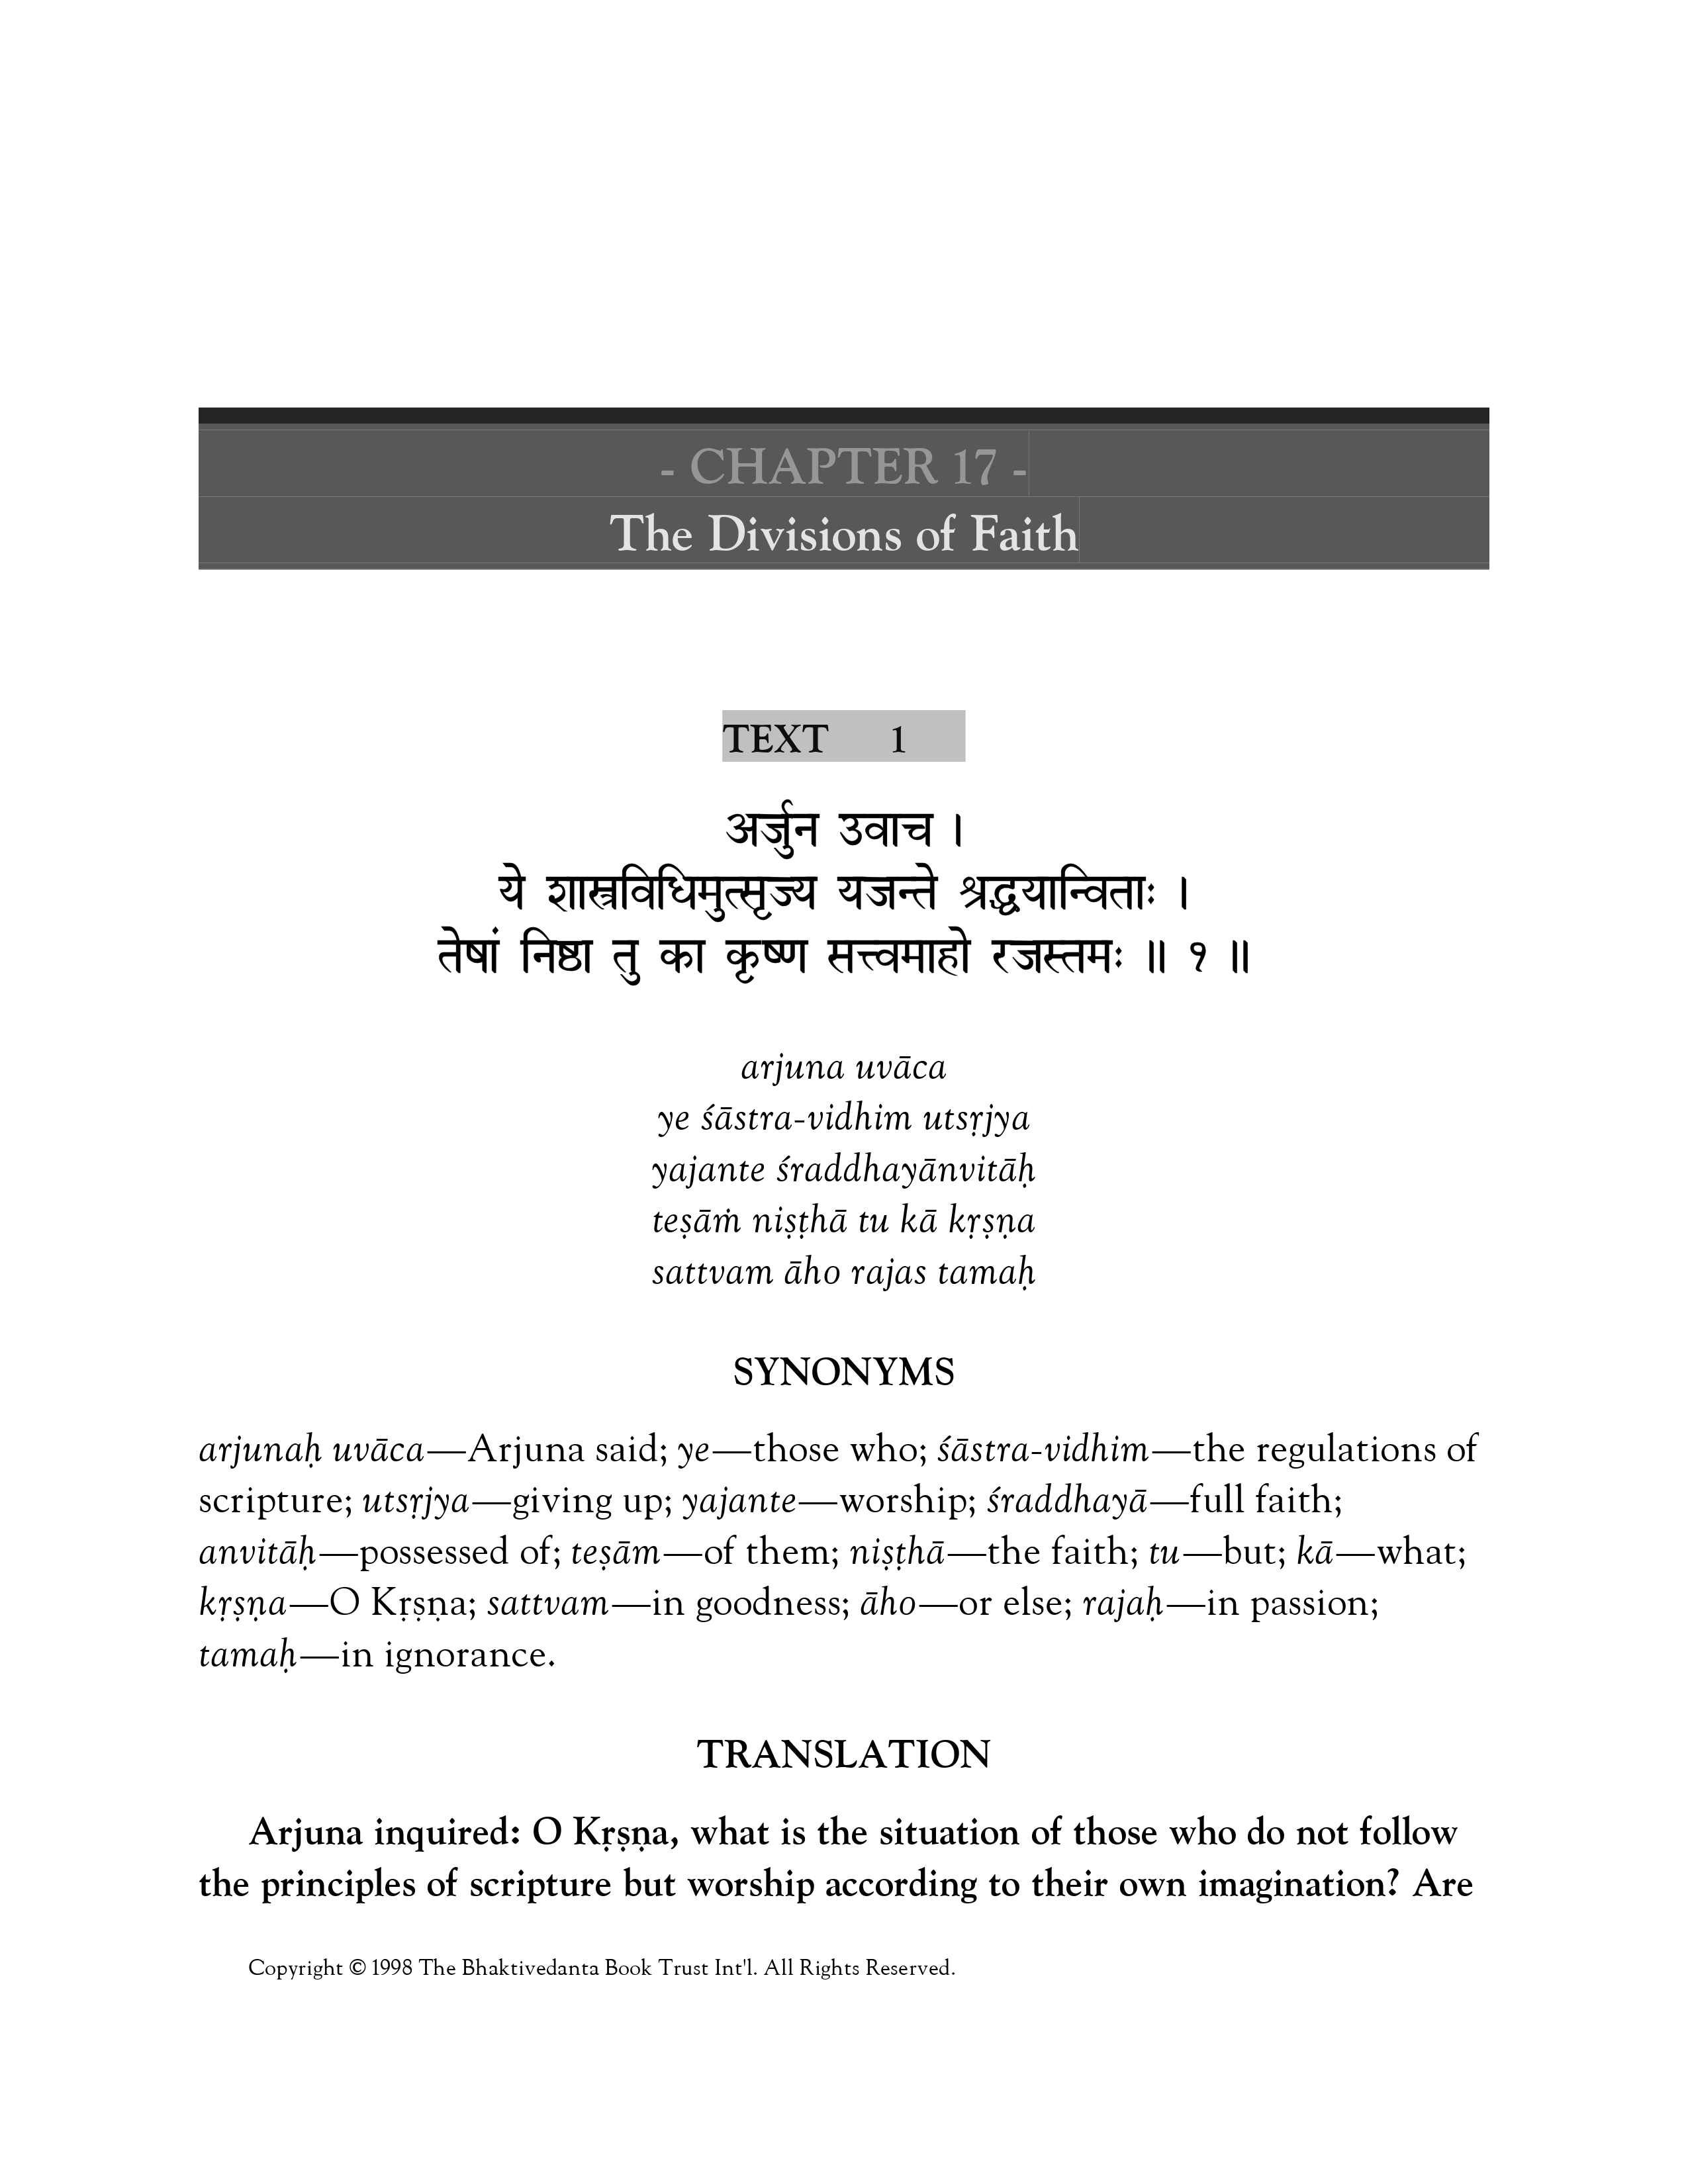 - CHAPTER 17 -
The Divisions of Faith
TEXT 1
अर्जुन उवाच ।
ये शास्त्रविधिमुत्सृज्य यजन्ते श्रद्धयान्विताः ।
तेषां निष्ठा तु का कृष्ण सत्त्वमाहो रजस्तमः ॥ १ ॥
arjuna uvāca
ye śāstra-vidhim utsṛjya
yajante śraddhayānvitāḥ
teṣāṁ niṣṭhā tu kā kṛṣṇa
sattvam āho rajas tamaḥ
SYNONYMS
arjunaḥ uvāca—Arjuna said; ye—those who; śāstra-vidhim—the regulations of
scripture; utsṛjya—giving up; yajante—worship; śraddhayā—full faith;
anvitāḥ—possessed of; teṣām—of them; niṣṭhā—the faith; tu—but; kā—what;
kṛṣṇa—O Kṛṣṇa; sattvam—in goodness; āho—or else; rajaḥ—in passion;
tamaḥ—in ignorance.
TRANSLATION
Arjuna inquired: O Kṛṣṇa, what is the situation of those who do not follow
the principles of scripture but worship according to their own imagination? Are
Copyright © 1998 The Bhaktivedanta Book Trust Int'l. All Rights Reserved.